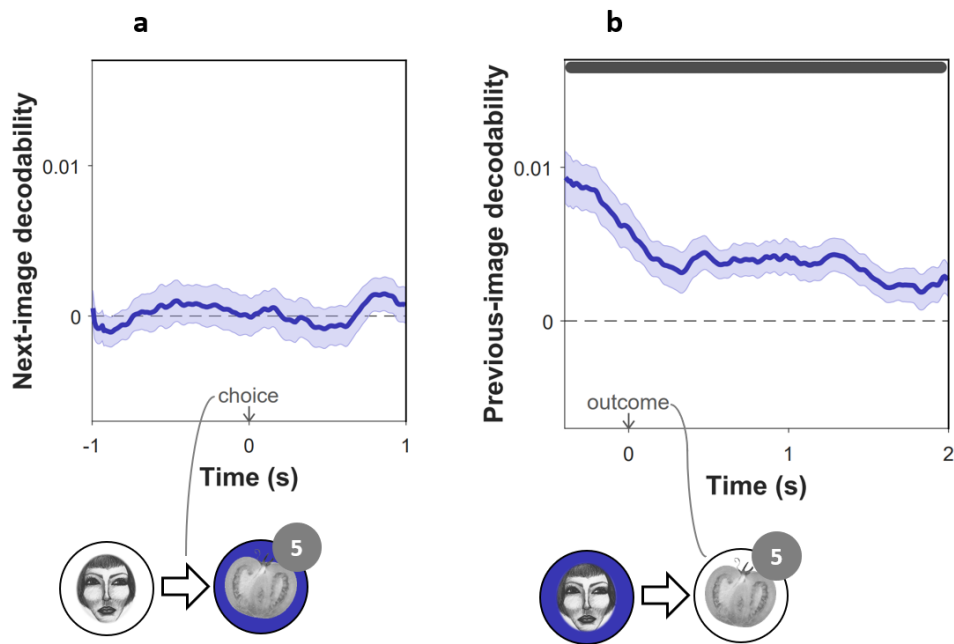 a
Next-image decodability
0.01
0
choice
-1
0
1
Time (s)
5
b
Previous-image decodability
0.01
0
outcome
0
1
2
Time (s)
5